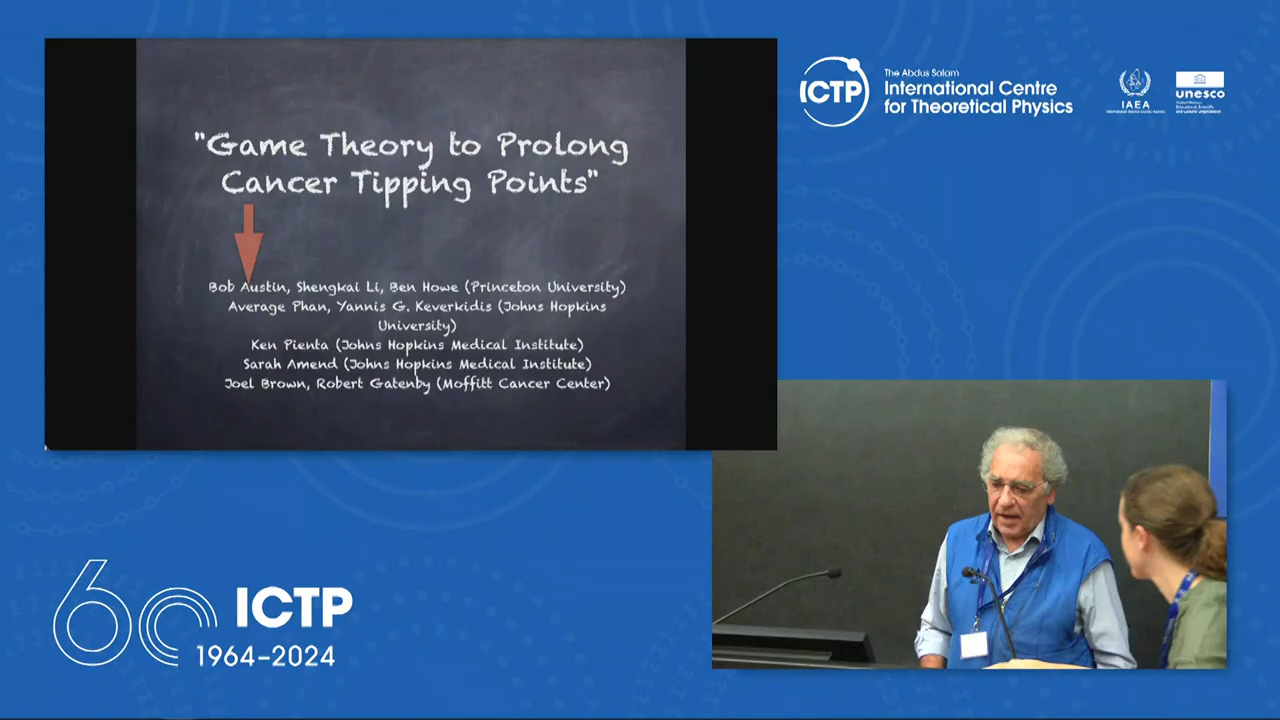 "Game Theory to Prolong
Cancer Tipping Points"
Bob Austin, Shengkai Li, Ben Howe (Princeton University)
Average Phan, Yannis G. Keverkidis (Johns Hopkins
University)
Ken Pienta (Johns Hopkins Medical Institute)
Sarah Amend (Johns Hopkins Medical Institute)
Joel Brown, Robert Gatenby (Moffitt Cancer Center)
ICTP
The Abdus Salam
International Centre
for Theoretical Physics
IAEA
unesco
60 ICTP
1964–2024